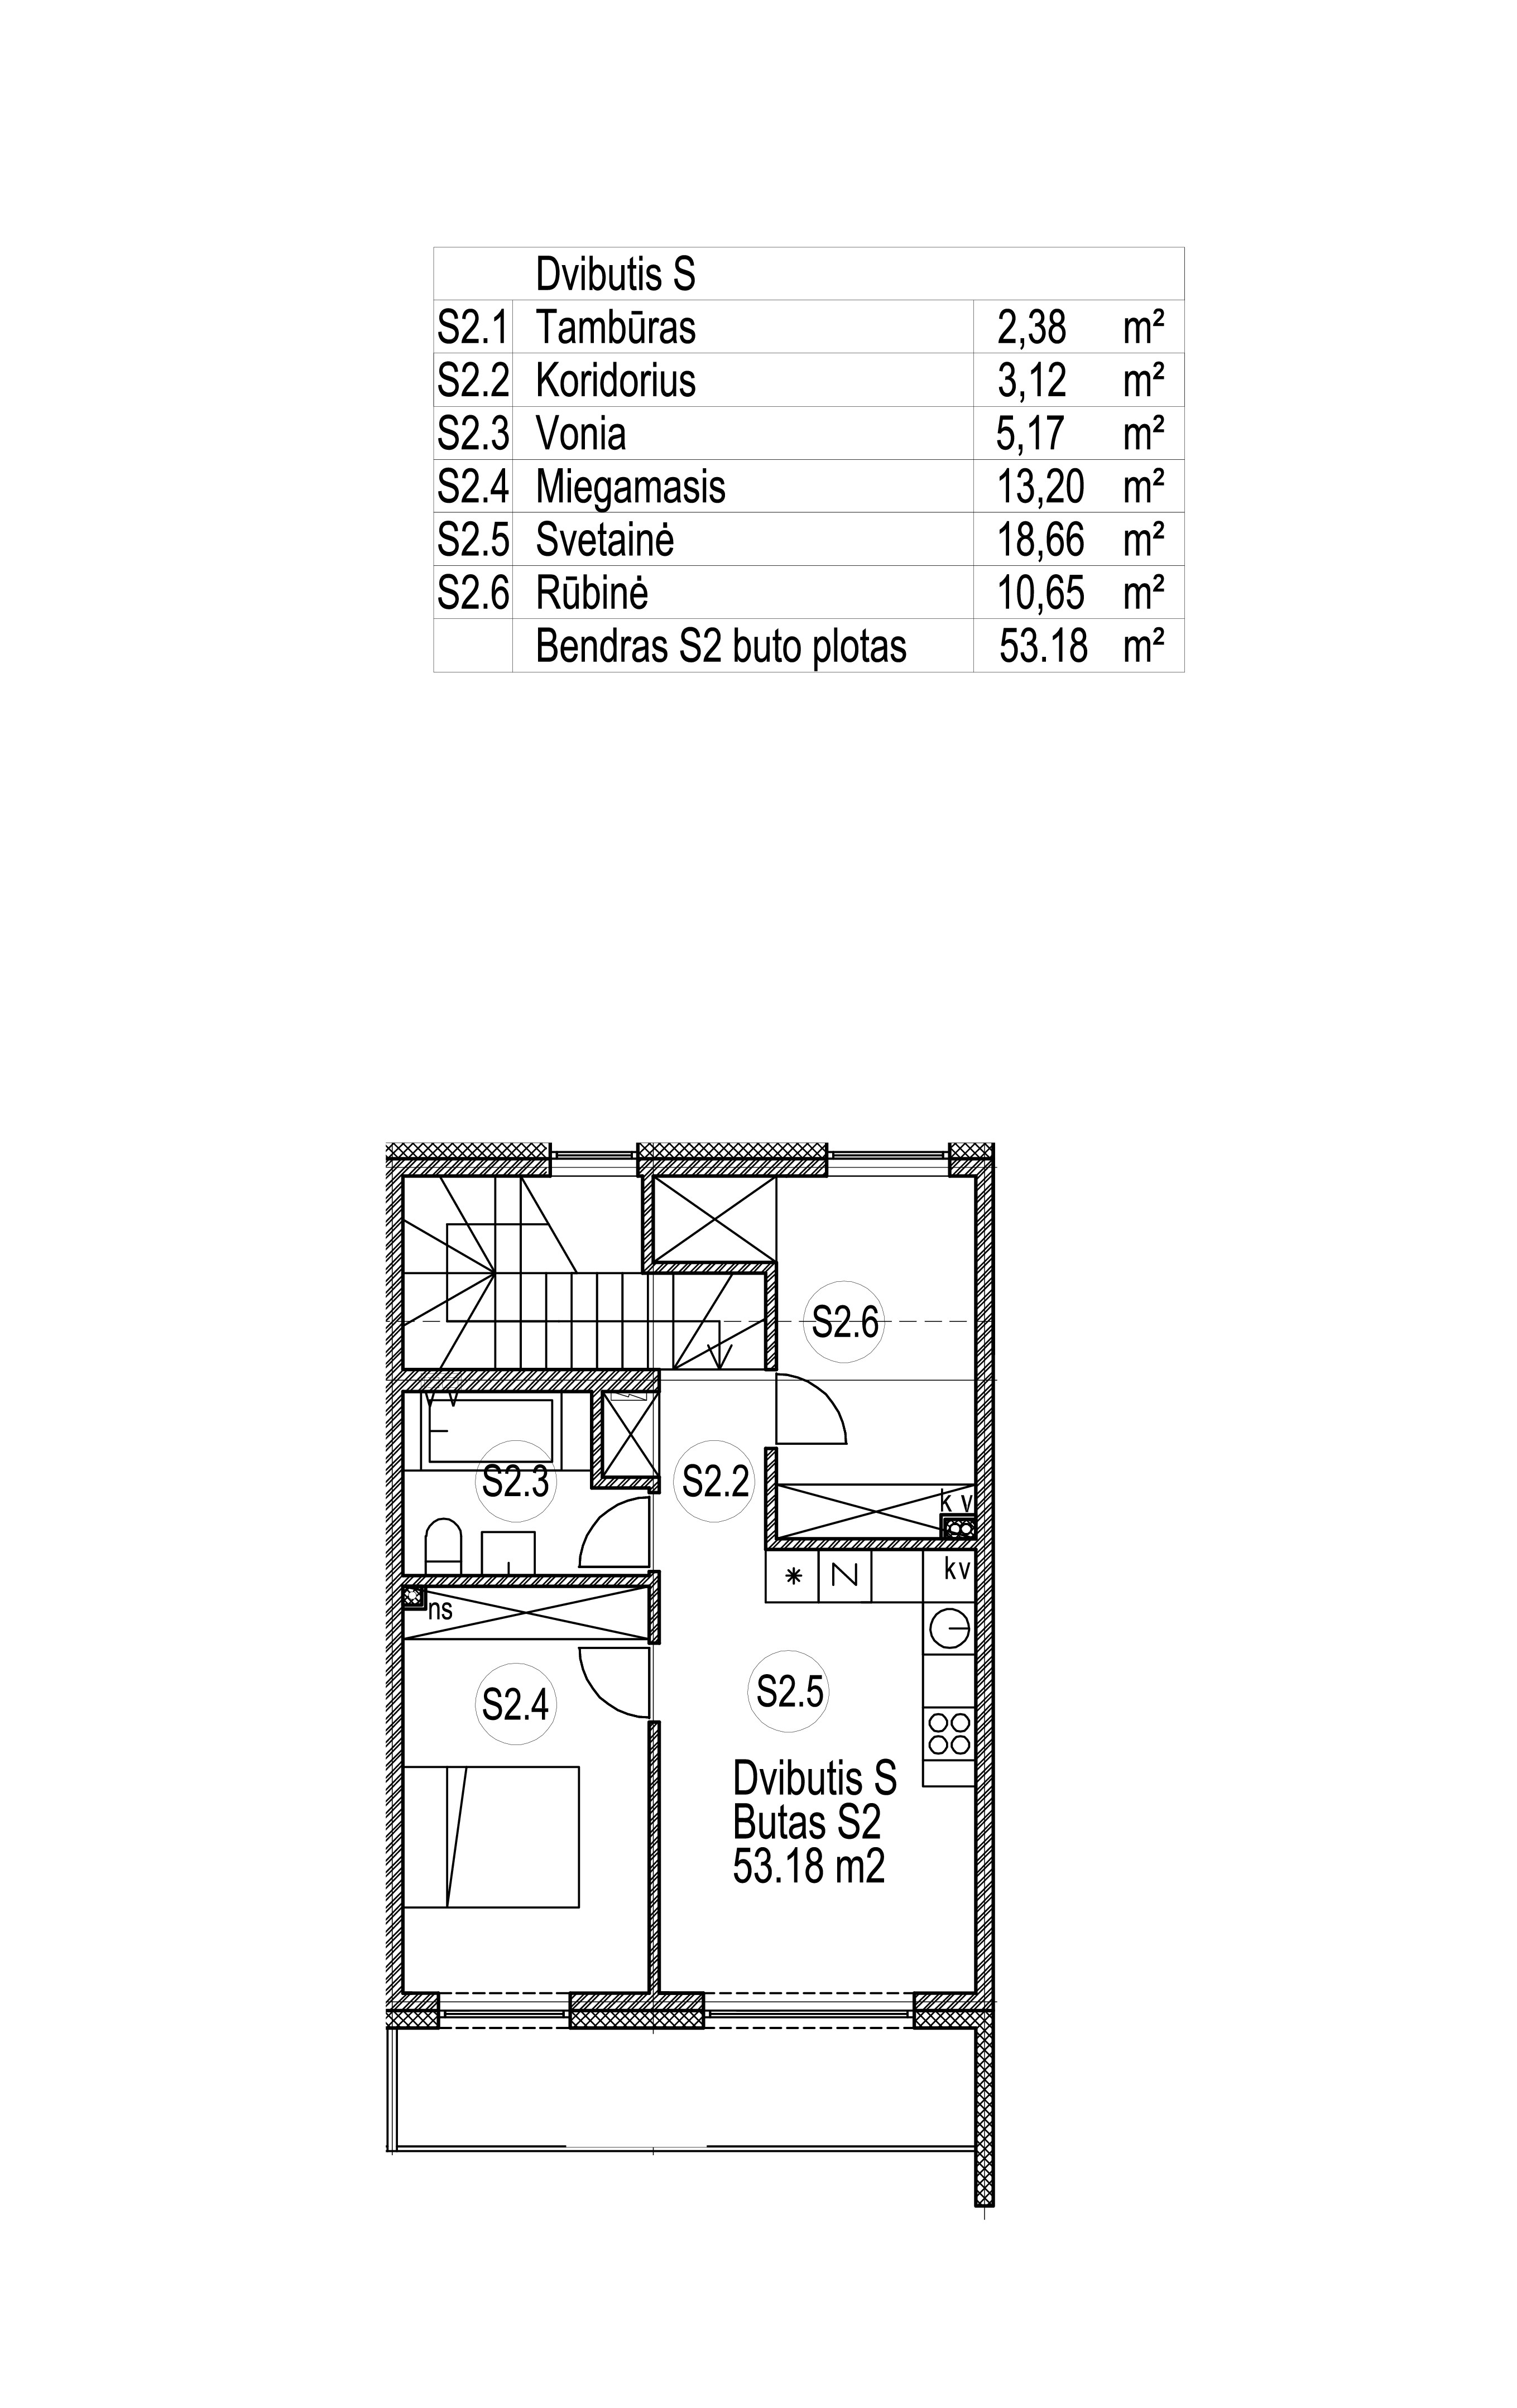 Dvibutis S
S2.1 Tambūras 2,38 m²
S2.2 Koridorius 3,12 m²
S2.3 Vonia 5,17 m²
S2.4 Miegamasis 13,20 m²
S2.5 Svetainė 18,66 m²
S2.6 Rūbinė 10,65 m²
Bendras S2 buto plotas 53.18 m²
S2.6
S2.3
S2.2
k v
kv
ns
S2.4
S2.5
Dvibutis S
Butas S2
53.18 m2